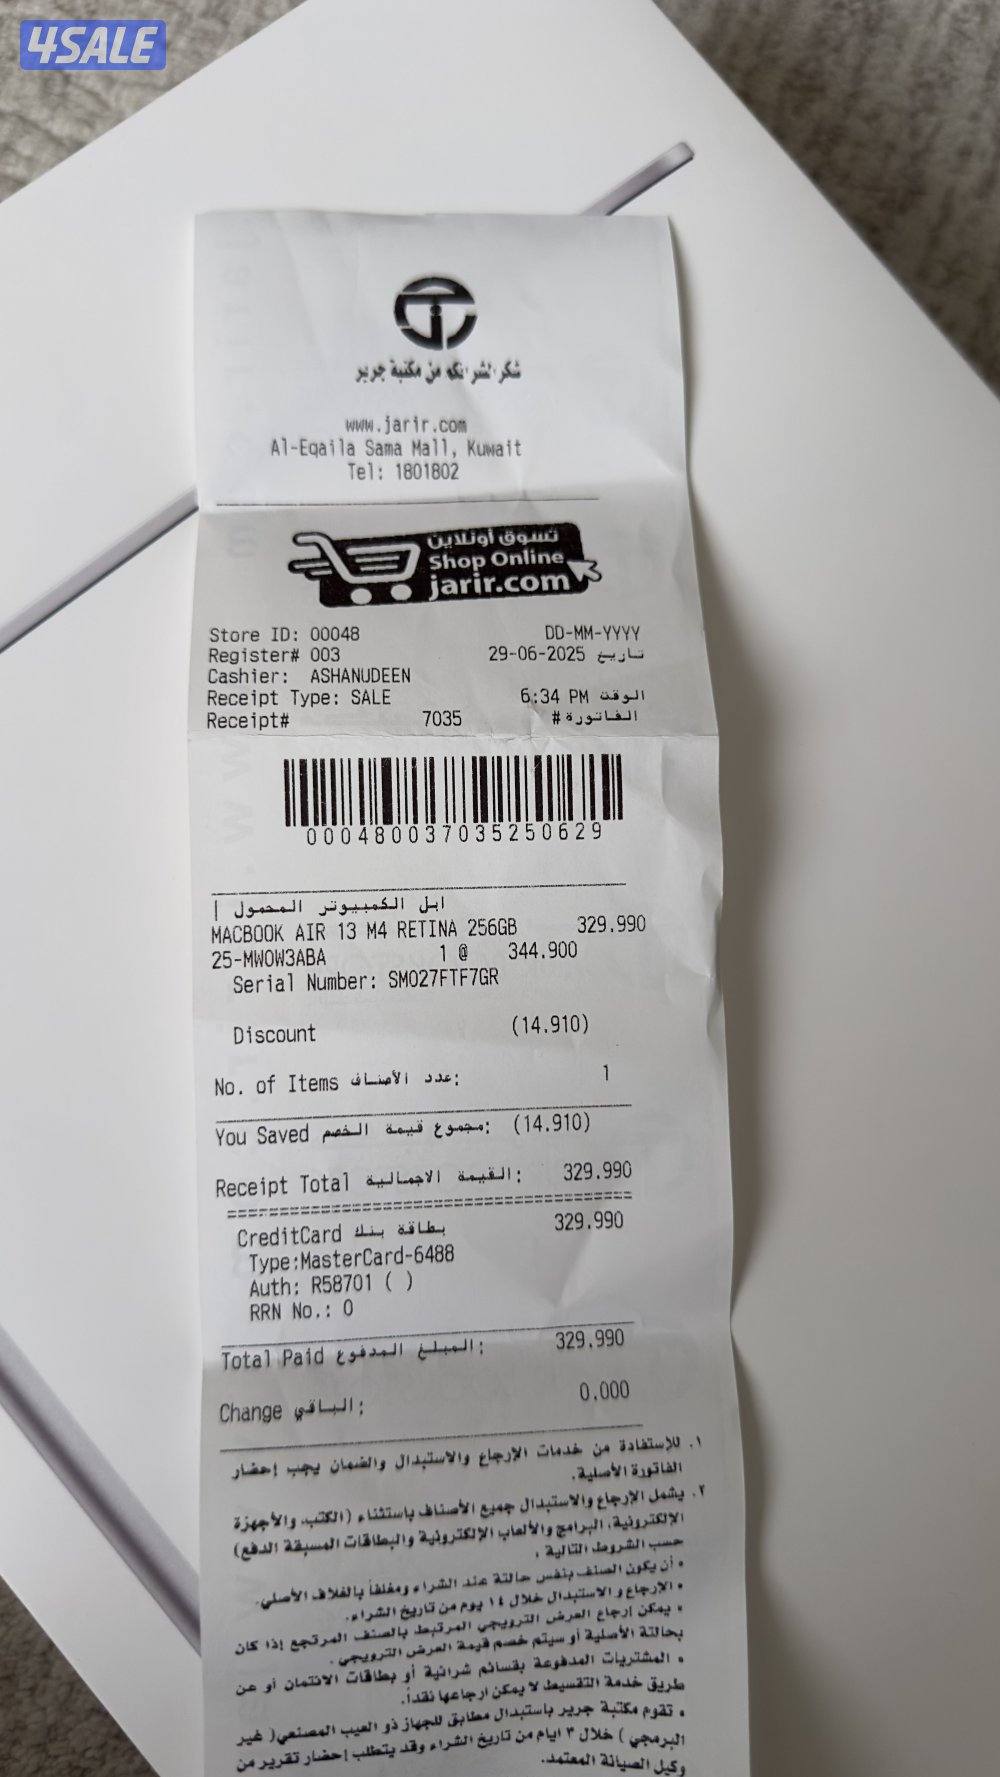 4SALE
شكرا لشرائكم من مكتبة جرير
www.jarir.com
Al-Eqaila Sama Mall, Kuwait
Tel: 1801802
تسوق أونلاين
Shop Online
jarir.com
Store ID: 00048 DD-MM-YYYY
Register# 003 29-06-2025 تاريخ
Cashier: ASHANUDEEN
Receipt Type: SALE 6:34 PM الوقت
Receipt# 7035 الفاتورة #
000480037035250629
ابل الكمبيوتر المحمول |
MACBOOK AIR 13 M4 RETINA 256GB 329.990
25-MW0W3ABA 1 @ 344.900
Serial Number: SM027FTF7GR
Discount (14.910)
No. of Items عدد الأصناف: 1
You Saved مجموع قيمة الخصم: (14.910)
Receipt Total القيمة الاجمالية: 329.990
CreditCard بطاقة بنك 329.990
Type:MasterCard-6488
Auth: R58701 ( )
RRN No.: 0
Total Paid المبلغ المدفوع: 329.990
Change الباقي: 0.000
١. للإستفادة من خدمات الإرجاع والاستبدال والضمان يجب إحضار
الفاتورة الأصلية.
٢. يشمل الإرجاع والاستبدال جميع الأصناف باستثناء (الكتب والأجهزة
الإلكترونية، البرامج والألعاب الإلكترونية والبطاقات المسبقة الدفع)
حسب الشروط التالية :
• أن يكون الصنف بنفس حالتة عند الشراء ومغلفاً بالغلاف الأصلي.
• الإرجاع و الاستبدال خلال ١٤ يوم من تاريخ الشراء.
• يمكن إرجاع العرض الترويجي المرتبط بالصنف المرتجع إذا كان
بحالتة الأصلية أو سيتم خصم قيمة العرض الترويجي.
• المشتريات المدفوعة بقسائم شرائية أو بطاقات الائتمان أو عن
طريق خدمة التقسيط لا يمكن ارجاعها نقداً.
• تقوم مكتبة جرير باستبدال مطابق للجهاز ذو العيب المصنعي( غير
البرمجي ) خلال ٣ ايام من تاريخ الشراء وقد يتطلب إحضار تقرير من
وكيل الصيانة المعتمد.